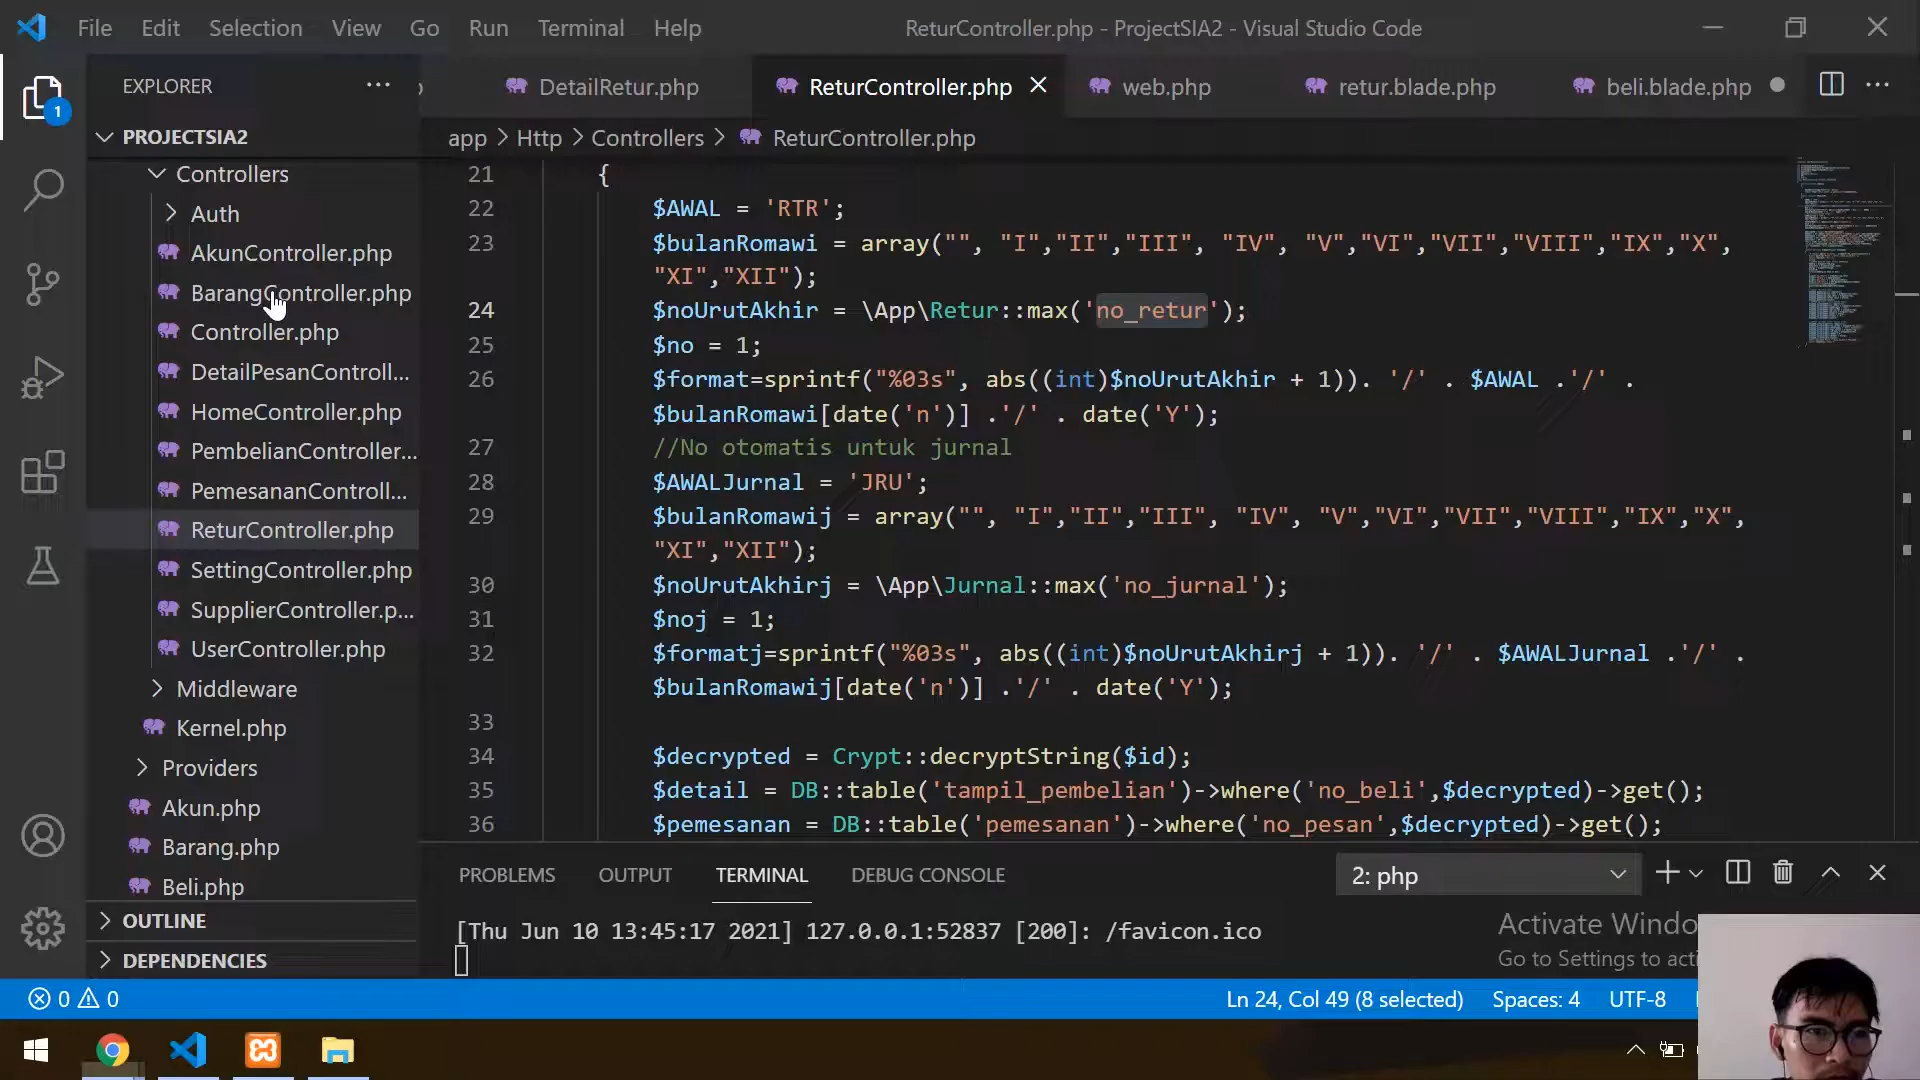 File Edit Selection View Go Run Terminal Help
ReturController.php - ProjectSIA2 - Visual Studio Code
EXPLORER
DetailRetur.php ReturController.php web.php retur.blade.php beli.blade.php
1
PROJECTSIA2
app > Http > Controllers > ReturController.php
Controllers
Auth
AkunController.php
BarangController.php
Controller.php
DetailPesanControll...
HomeController.php
PembelianController...
PemesananControll...
ReturController.php
SettingController.php
SupplierController.p...
UserController.php
Middleware
Kernel.php
Providers
Akun.php
Barang.php
Beli.php
OUTLINE
DEPENDENCIES
21 {
22 $AWAL = 'RTR';
23 $bulanRomawi = array("", "I","II","III", "IV", "V","VI","VII","VIII","IX","X",
"XI","XII");
24 $noUrutAkhir = \App\Retur::max('no_retur');
25 $no = 1;
26 $format=sprintf("%03s", abs((int)$noUrutAkhir + 1)). '/' . $AWAL .'/' .
$bulanRomawi[date('n')] .'/' . date('Y');
27 //No otomatis untuk jurnal
28 $AWALJurnal = 'JRU';
29 $bulanRomawij = array("", "I","II","III", "IV", "V","VI","VII","VIII","IX","X",
"XI","XII");
30 $noUrutAkhirj = \App\Jurnal::max('no_jurnal');
31 $noj = 1;
32 $formatj=sprintf("%03s", abs((int)$noUrutAkhirj + 1)). '/' . $AWALJurnal .'/' .
$bulanRomawij[date('n')] .'/' . date('Y');
33
34 $decrypted = Crypt::decryptString($id);
35 $detail = DB::table('tampil_pembelian')->where('no_beli',$decrypted)->get();
36 $pemesanan = DB::table('pemesanan')->where('no_pesan',$decrypted)->get();
PROBLEMS OUTPUT TERMINAL DEBUG CONSOLE
2: php
[Thu Jun 10 13:45:17 2021] 127.0.0.1:52837 [200]: /favicon.ico
Activate Windo
Go to Settings to acti
0 0
Ln 24, Col 49 (8 selected) Spaces: 4 UTF-8